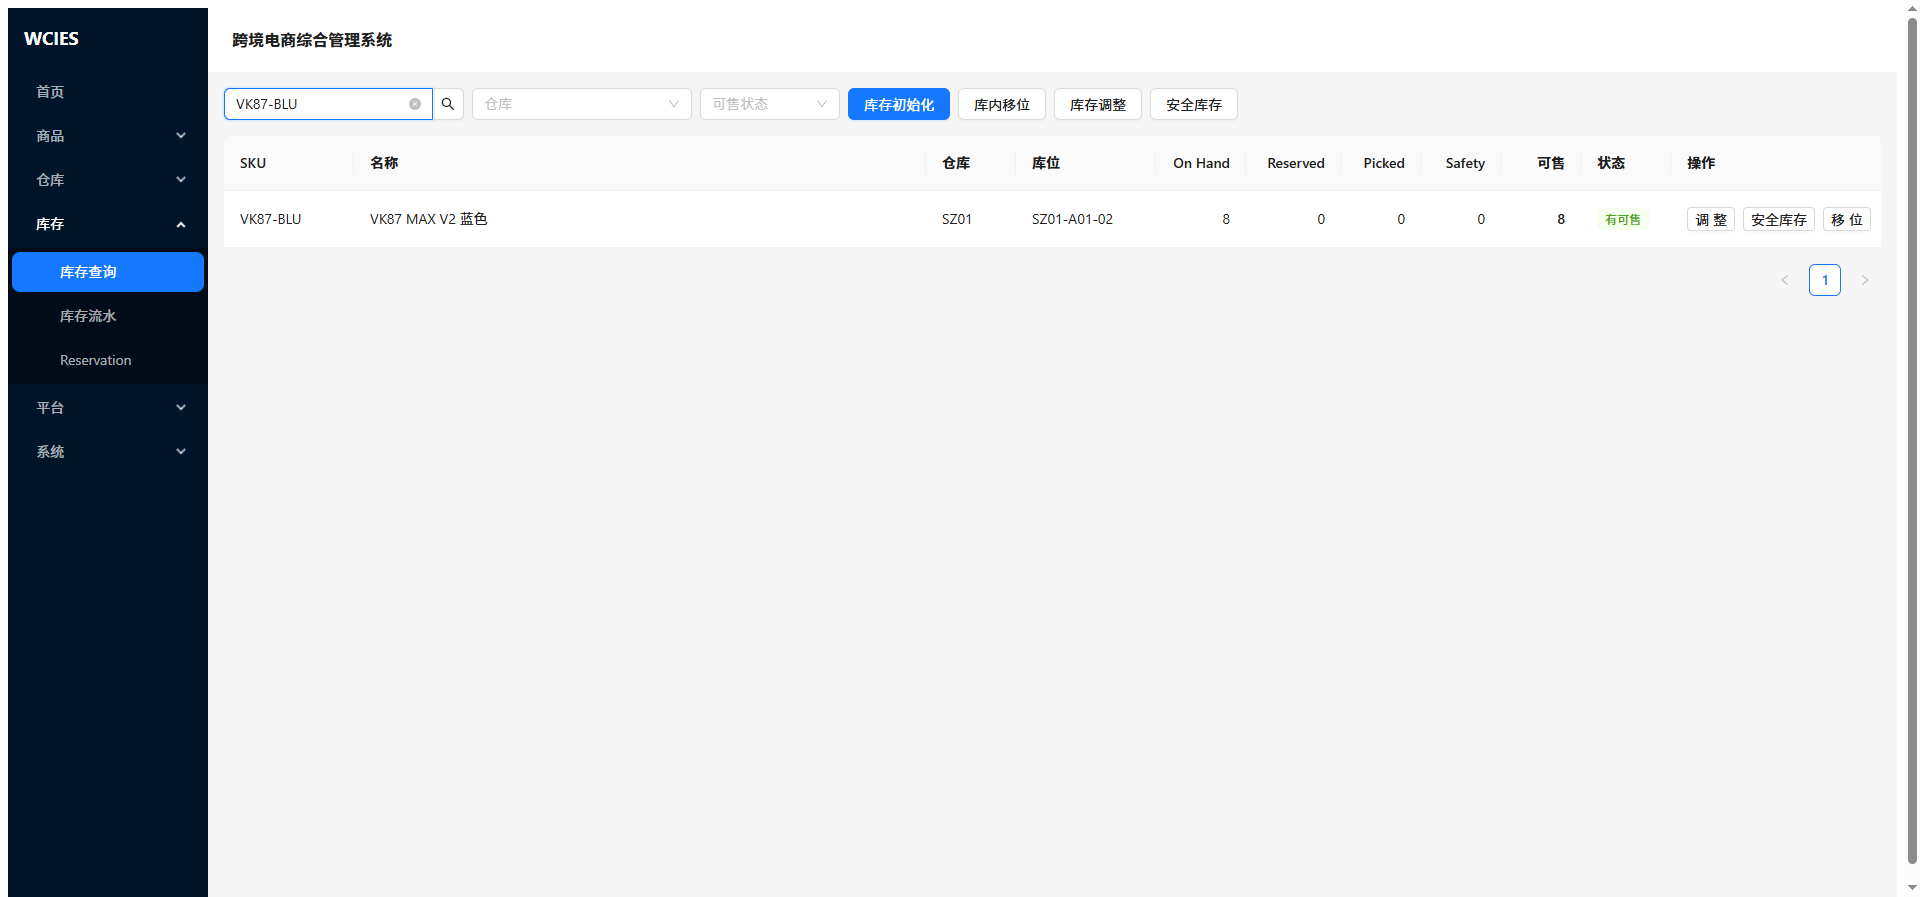 WCIES
首页
商品
仓库
库存
库存查询
库存流水
Reservation
平台
系统
跨境电商综合管理系统
VK87-BLU 仓库 可售状态 库存初始化 库内移位 库存调整 安全库存
SKU 名称 仓库 库位 On Hand Reserved Picked Safety 可售 状态 操作
VK87-BLU VK87 MAX V2 蓝色 SZ01 SZ01-A01-02 8 0 0 0 8 有可售 调整 安全库存 移位
1